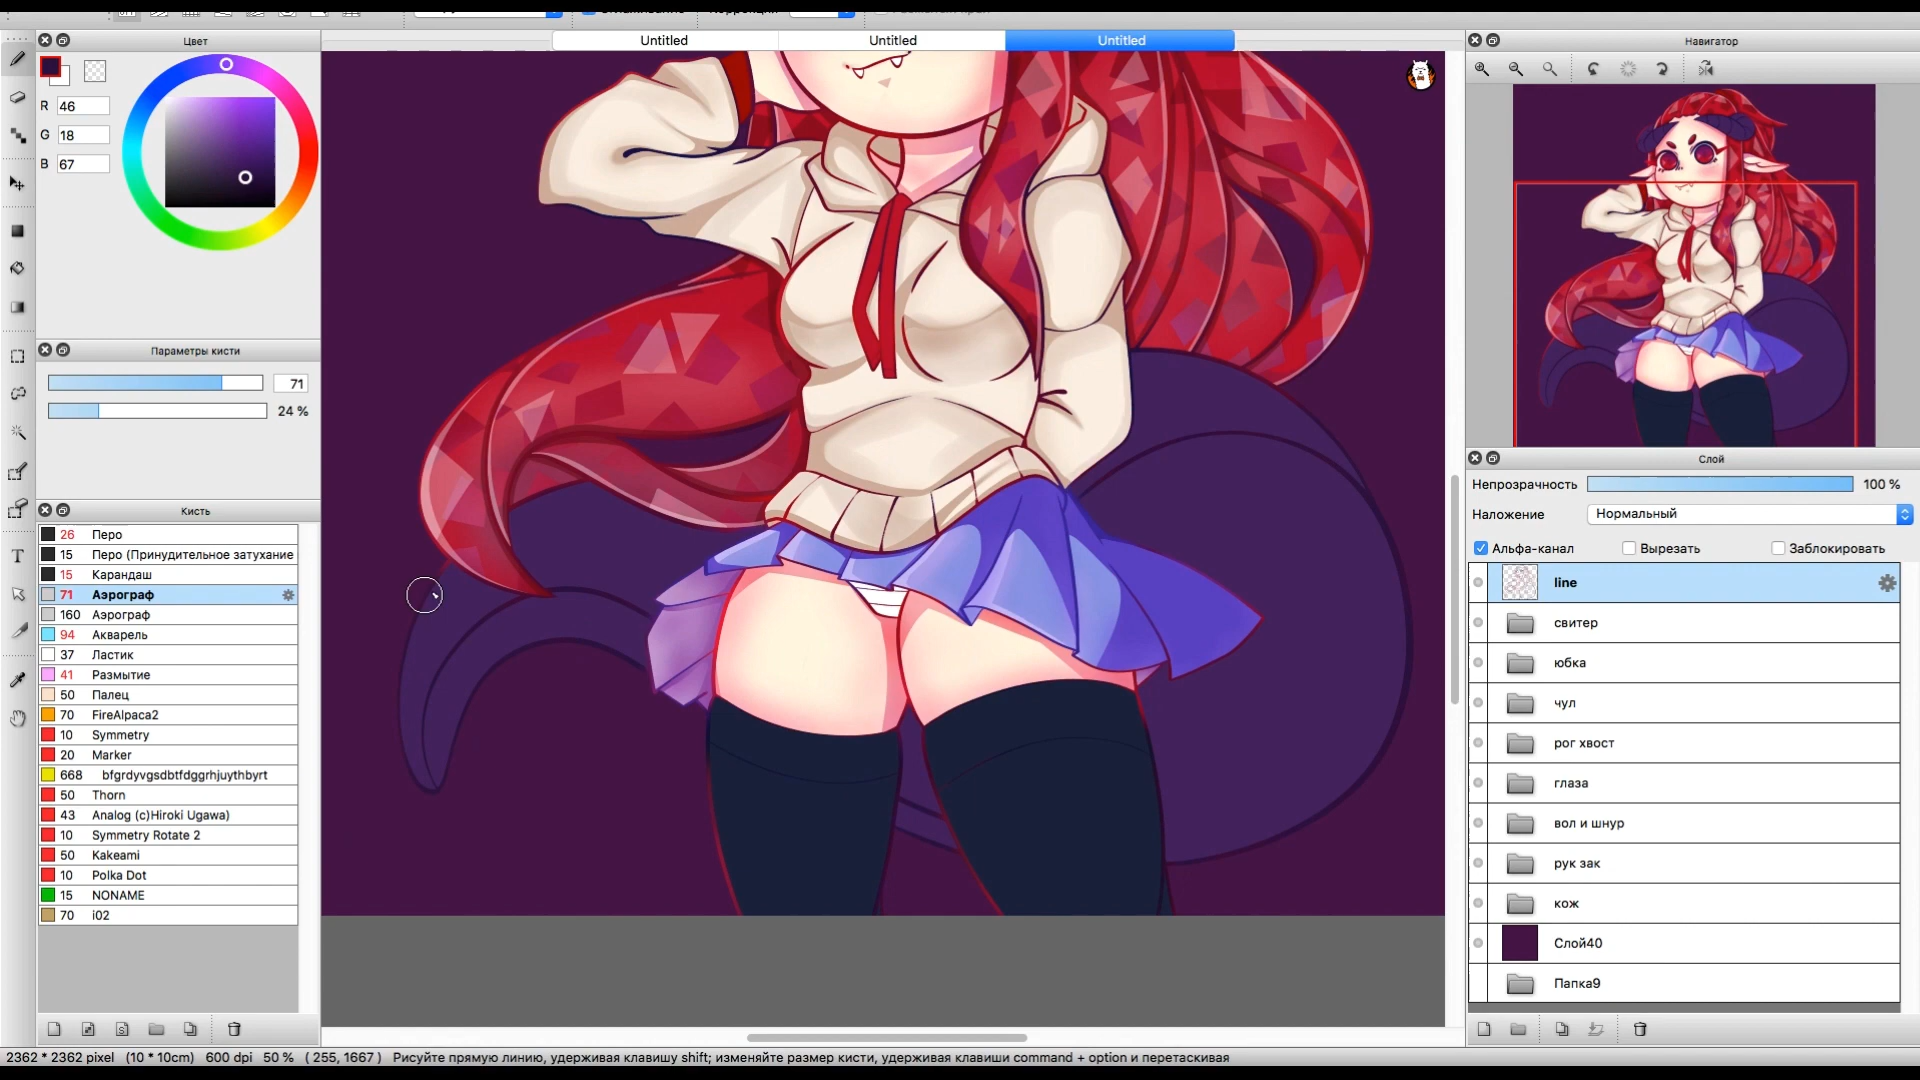 Цвет
R 46
G 18
B 67
Параметры кисти
71
24 %
Кисть
26 Перо
15 Перо (Принудительное затухание
15 Карандаш
71 Аэрограф
160 Аэрограф
94 Акварель
37 Ластик
41 Размытие
50 Палец
70 FireAlpaca2
10 Symmetry
20 Marker
668 bfgrdyvgsdbtfdggrhjuythbyrt
50 Thorn
43 Analog (c)Hiroki Ugawa)
10 Symmetry Rotate 2
50 Kakeami
10 Polka Dot
15 NONAME
70 i02
Untitled
Untitled
Untitled
Навигатор
Слой
Непрозрачность 100 %
Наложение Нормальный
Альфа-канал Вырезать Заблокировать
line
свитер
юбка
чул
рог хвост
глаза
вол и шнур
рук зак
кож
Слой40
Папка9
2362 * 2362 pixel (10 * 10cm) 600 dpi 50 % ( 255, 1667 ) Рисуйте прямую линию, удерживая клавишу shift; изменяйте размер кисти, удерживая клавиши command + option и перетаскивая